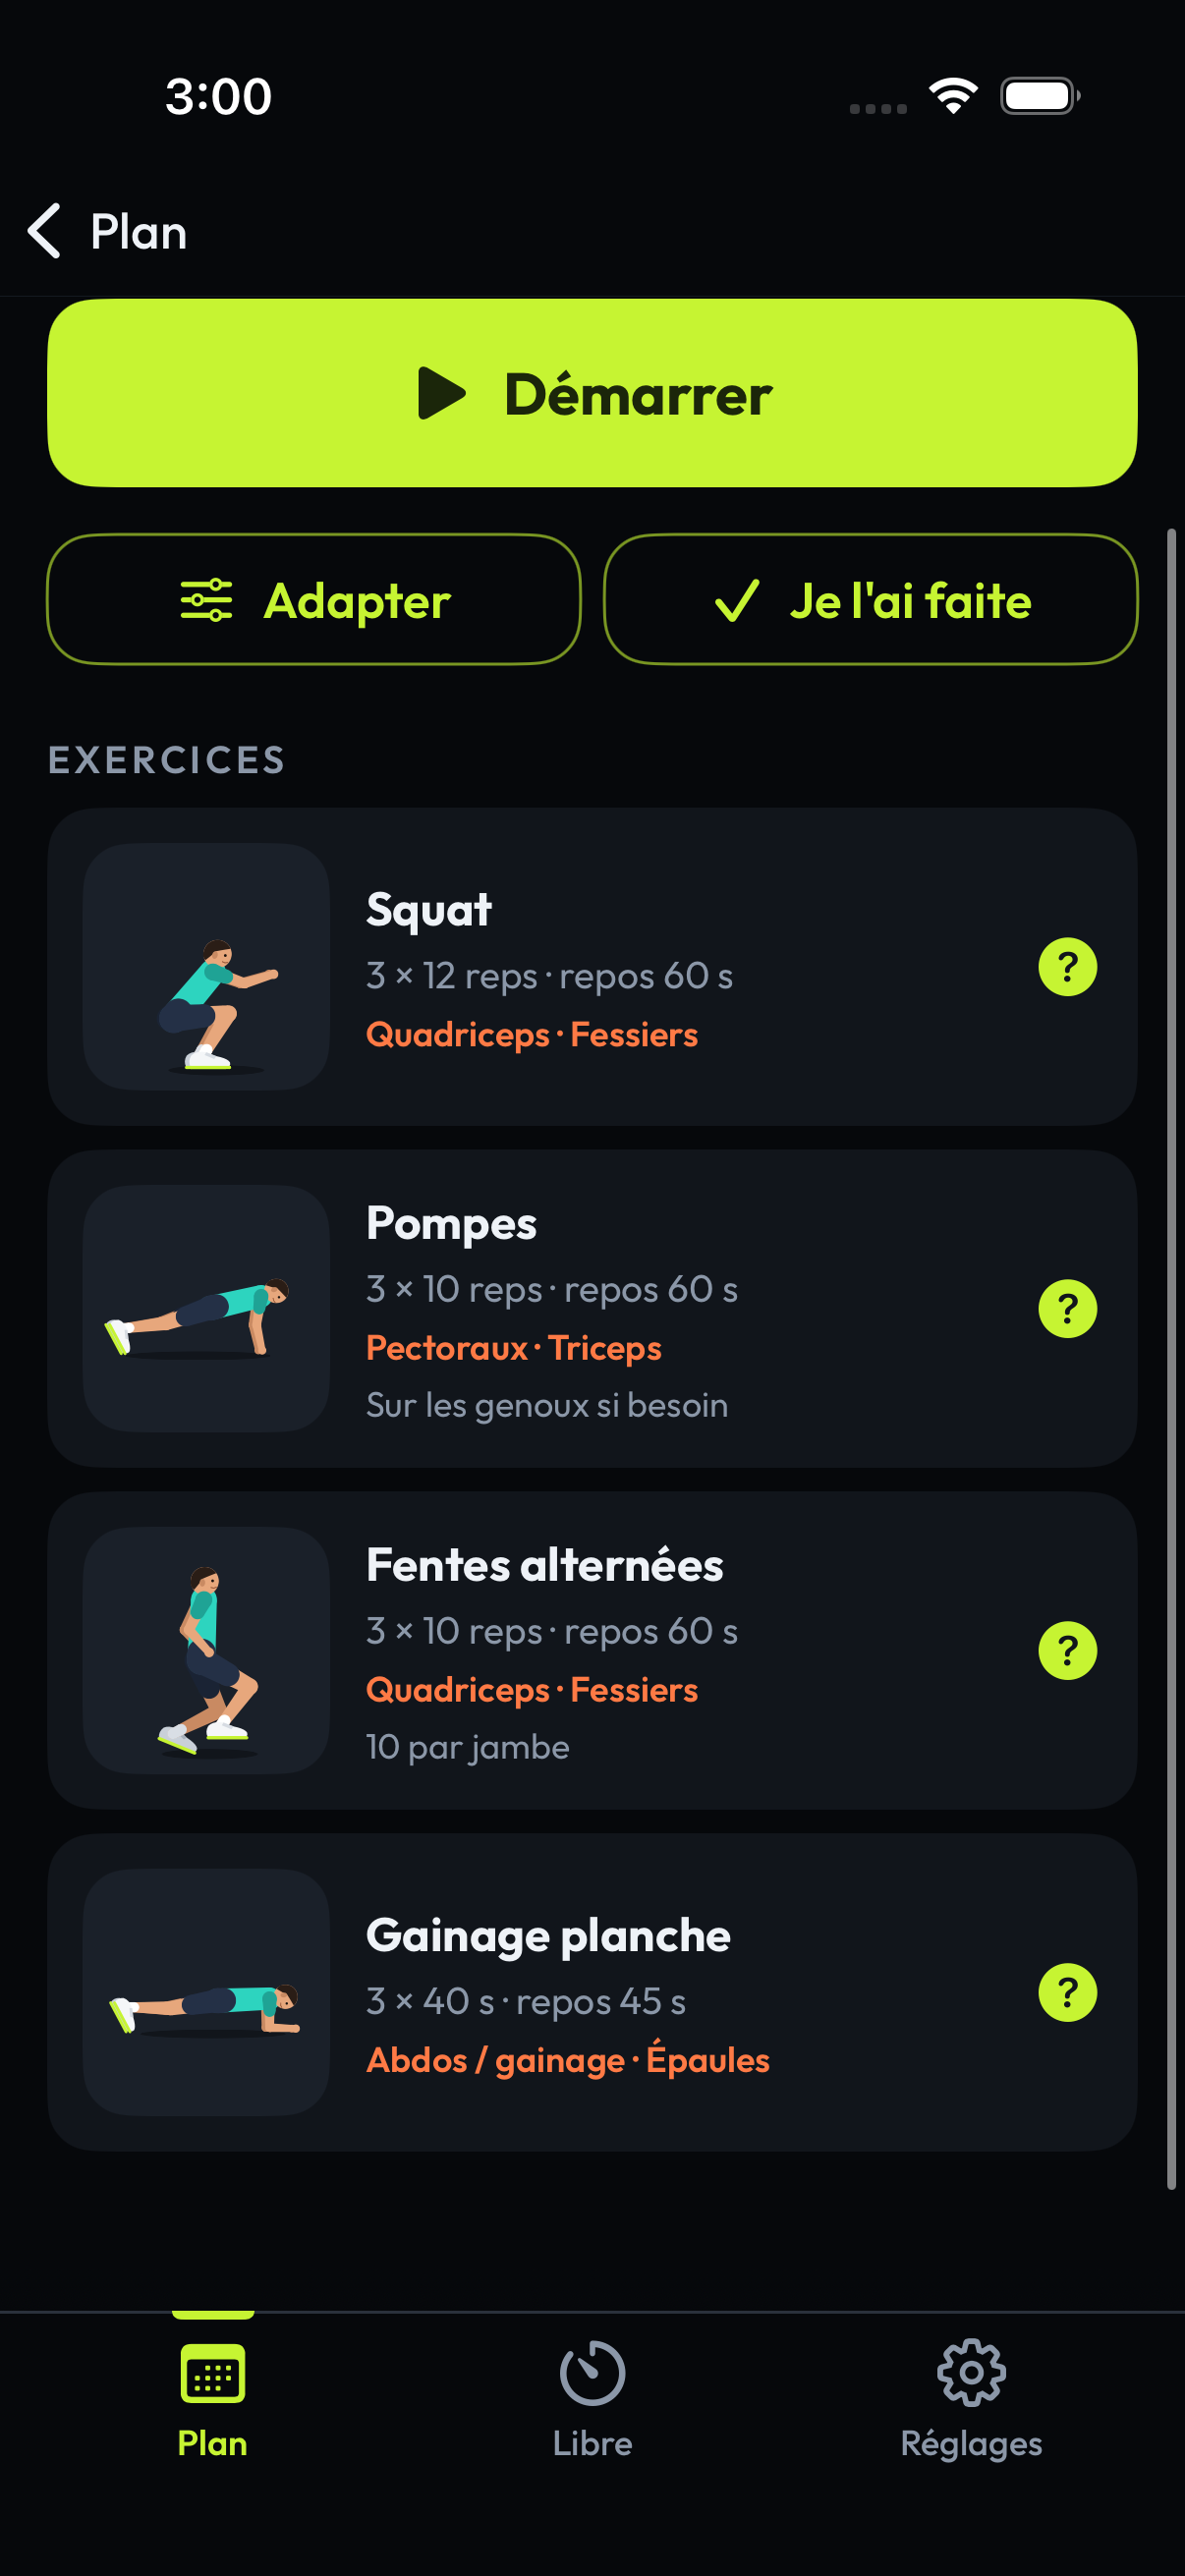 3:00
Plan
Démarrer
Adapter
Je l'ai faite
EXERCICES
Squat
3 × 12 reps · repos 60 s
Quadriceps · Fessiers
?
Pompes
3 × 10 reps · repos 60 s
Pectoraux · Triceps
Sur les genoux si besoin
?
Fentes alternées
3 × 10 reps · repos 60 s
Quadriceps · Fessiers
10 par jambe
?
Gainage planche
3 × 40 s · repos 45 s
Abdos / gainage · Épaules
?
Plan
Libre
Réglages